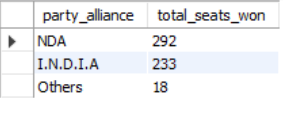 party_alliance total_seats_won
NDA 292
I.N.D.I.A 233
Others 18